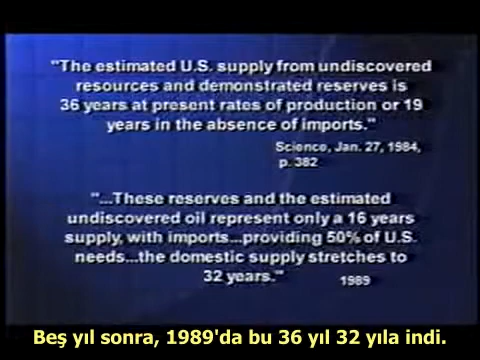 "The estimated U.S. supply from undiscovered
resources and demonstrated reserves is
36 years at present rates of production or 19
years in the absence of imports."
Science, Jan. 27, 1984,
p. 382
"...These reserves and the estimated
undiscovered oil represent only a 16 years
supply, with imports...providing 50% of U.S.
needs...the domestic supply stretches to
32 years."
1989
Beş yıl sonra, 1989'da bu 36 yıl 32 yıla indi.